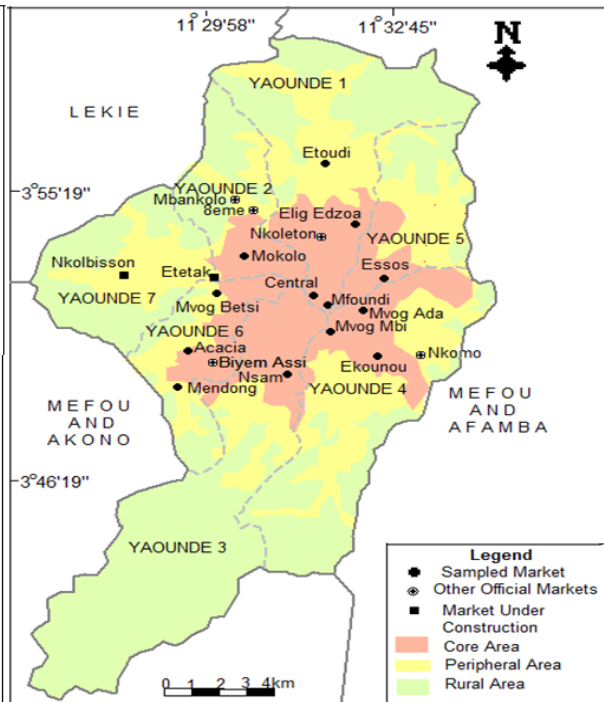 11°29'58"
11°32'45"
N
YAOUNDE 1
LEKIE
Etoudi
3°55'19"
YAOUNDE 2
Mbankolo
8eme
Elig Edzoa
Nkoleton
YAOUNDE 5
Mokolo
Nkolbisson
Etetak
Essos
Central
YAOUNDE 7
Mvog Betsi
Mfoundi
Mvog Ada
YAOUNDE 6
Mvog Mbi
Acacia
Biyem Assi
Ekounou
Nkomo
Nsam
Mendong
YAOUNDE 4
MEFOU
AND
AKONO
MEFOU
AND
AFAMBA
3°46'19"
YAOUNDE 3
Legend
Sampled Market
Other Official Markets
Market Under
Construction
Core Area
Peripheral Area
Rural Area
0 1 2 4km